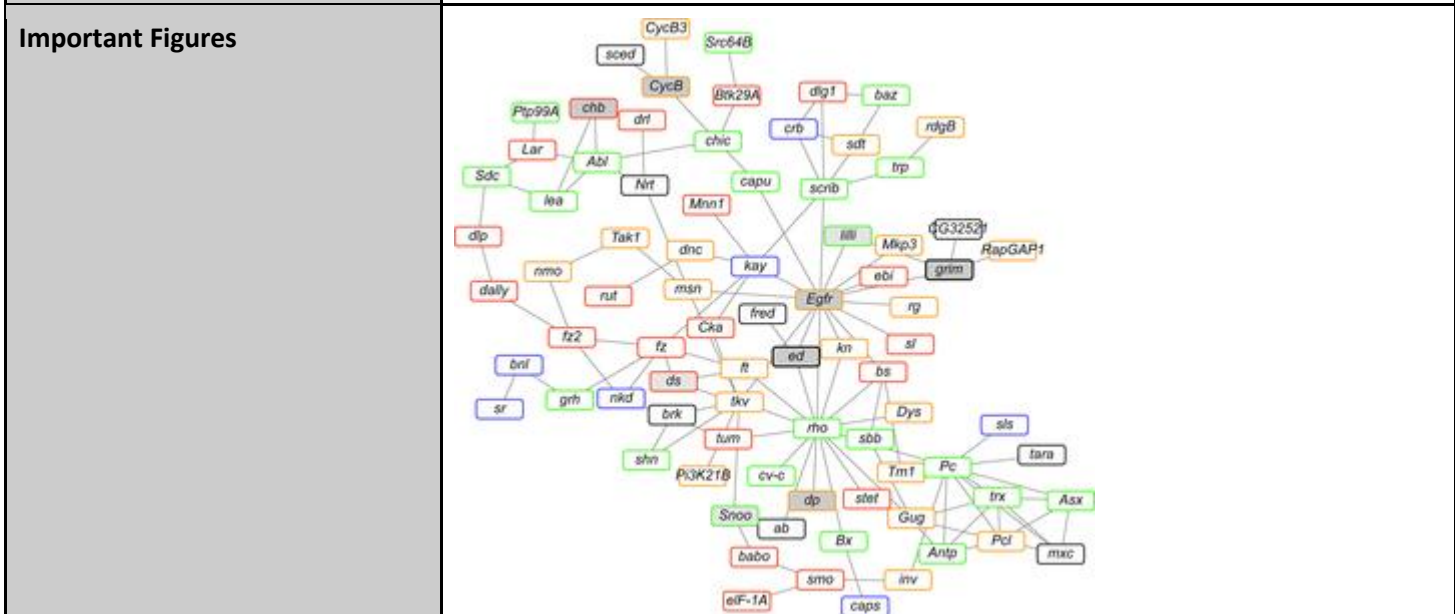 Important Figures
CycB3
Src64B
sced
CycB
Btk29A
dlg1
baz
chb
Ptp99A
drl
crb
rdgB
sdt
chic
Lar
Abl
trp
Sdc
Nrt
capu
scrib
lea
Mnn1
CG32521
lilli
dlp
Tak1
dnc
Mkp3
RapGAP1
kay
ebi
grim
nmo
dally
rut
msn
Egfr
rg
fred
Cka
fz2
fz
kn
sl
ed
bnl
ft
bs
ds
sr
grh
nkd
tkv
brk
Dys
rho
sls
tum
sbb
tara
shn
Pi3K21B
cv-c
Tm1
Pc
dp
stet
trx
Asx
Snoo
ab
Gug
Bx
Pcl
babo
Antp
mxc
smo
inv
elF-1A
caps